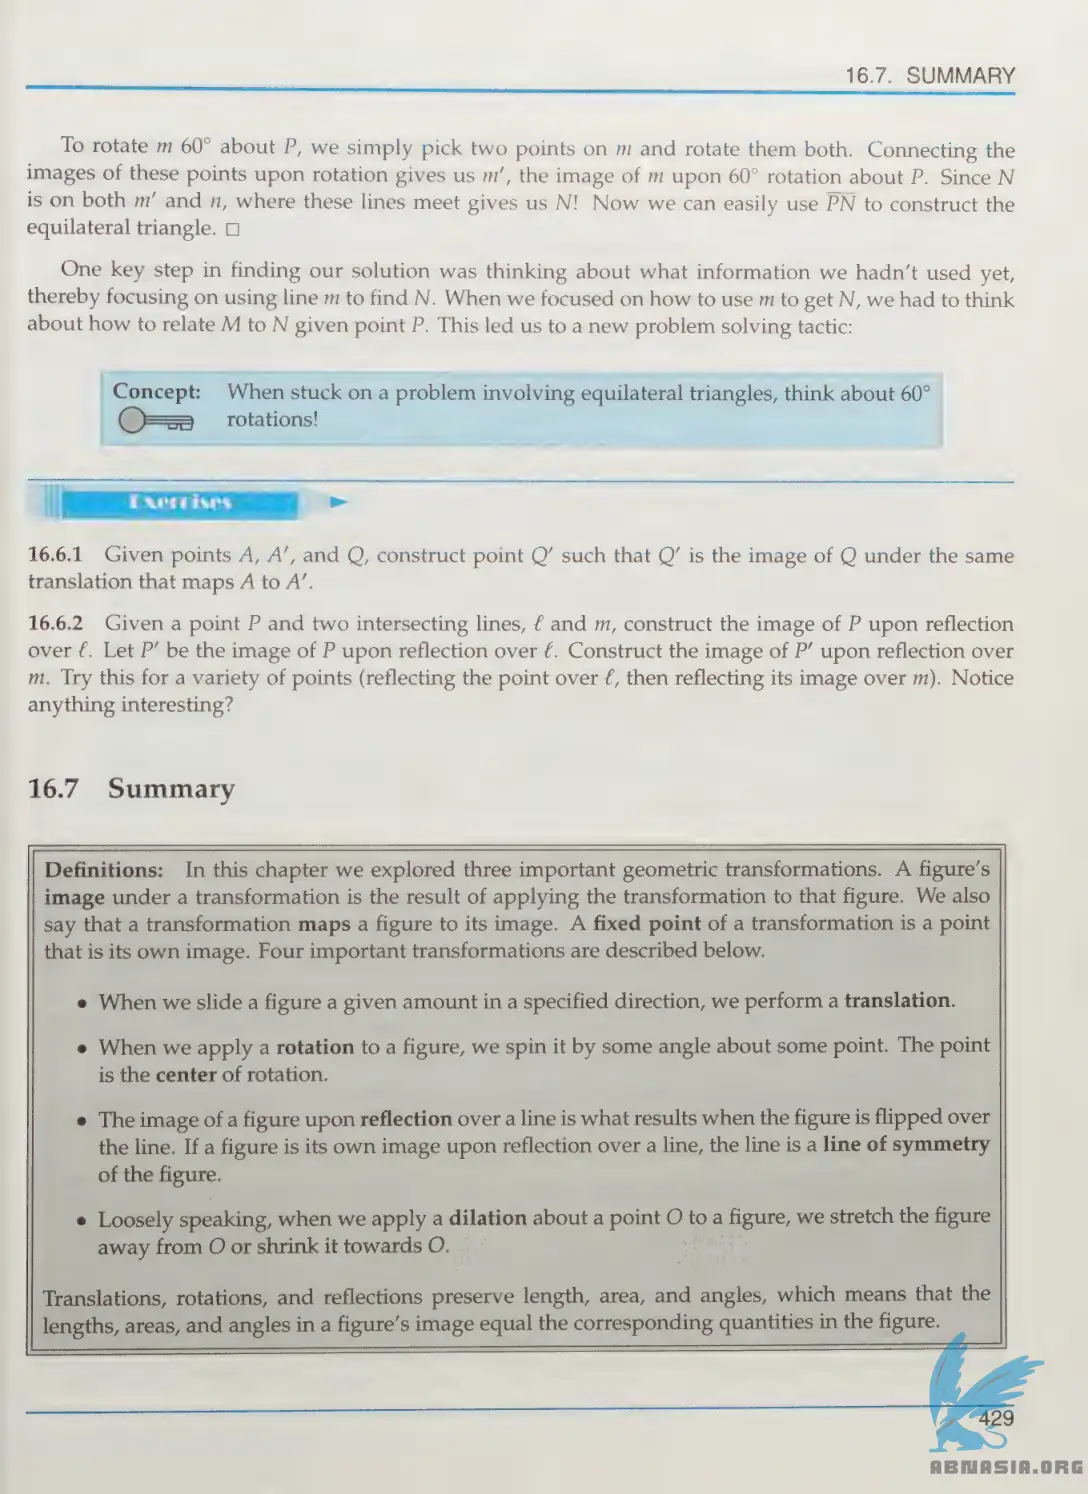 16.7. SUMMARY
To rotate m 60° about P, we simply pick two points on m and rotate them both. Connecting the
images of these points upon rotation gives us m′, the image of m upon 60° rotation about P. Since N
is on both m′ and n, where these lines meet gives us N! Now we can easily use P̅N̅ to construct the
equilateral triangle. □
One key step in finding our solution was thinking about what information we hadn't used yet,
thereby focusing on using line m to find N. When we focused on how to use m to get N, we had to think
about how to relate M to N given point P. This led us to a new problem solving tactic:
Concept: When stuck on a problem involving equilateral triangles, think about 60°
rotations!
Exercises
16.6.1 Given points A, A′, and Q, construct point Q′ such that Q′ is the image of Q under the same
translation that maps A to A′.
16.6.2 Given a point P and two intersecting lines, ℓ and m, construct the image of P upon reflection
over ℓ. Let P′ be the image of P upon reflection over ℓ. Construct the image of P′ upon reflection over
m. Try this for a variety of points (reflecting the point over ℓ, then reflecting its image over m). Notice
anything interesting?
16.7 Summary
Definitions: In this chapter we explored three important geometric transformations. A figure's
image under a transformation is the result of applying the transformation to that figure. We also
say that a transformation maps a figure to its image. A fixed point of a transformation is a point
that is its own image. Four important transformations are described below.
• When we slide a figure a given amount in a specified direction, we perform a translation.
• When we apply a rotation to a figure, we spin it by some angle about some point. The point
is the center of rotation.
• The image of a figure upon reflection over a line is what results when the figure is flipped over
the line. If a figure is its own image upon reflection over a line, the line is a line of symmetry
of the figure.
• Loosely speaking, when we apply a dilation about a point O to a figure, we stretch the figure
away from O or shrink it towards O.
Translations, rotations, and reflections preserve length, area, and angles, which means that the
lengths, areas, and angles in a figure's image equal the corresponding quantities in the figure.
429
ABNASIA.ORG